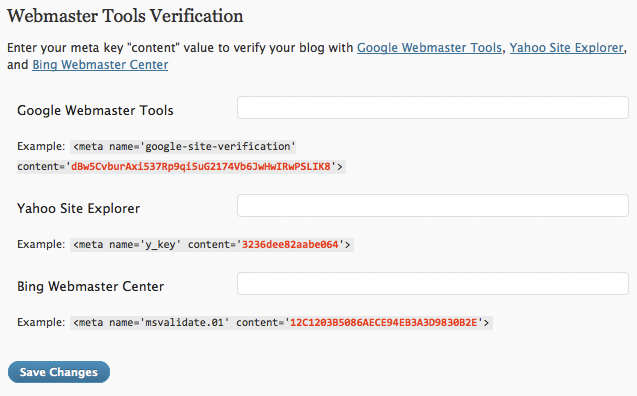 Webmaster Tools Verification
Enter your meta key "content" value to verify your blog with Google Webmaster Tools, Yahoo Site Explorer,
and Bing Webmaster Center
Google Webmaster Tools
Example: <meta name='google-site-verification'
content='dBw5CvburAxi537Rp9qi5uG2174Vb6JwHwIRwPSLIK8'>
Yahoo Site Explorer
Example: <meta name='y_key' content='3236dee82aabe064'>
Bing Webmaster Center
Example: <meta name='msvalidate.01' content='12C1203B5086AECE94EB3A3D9830B2E'>
Save Changes